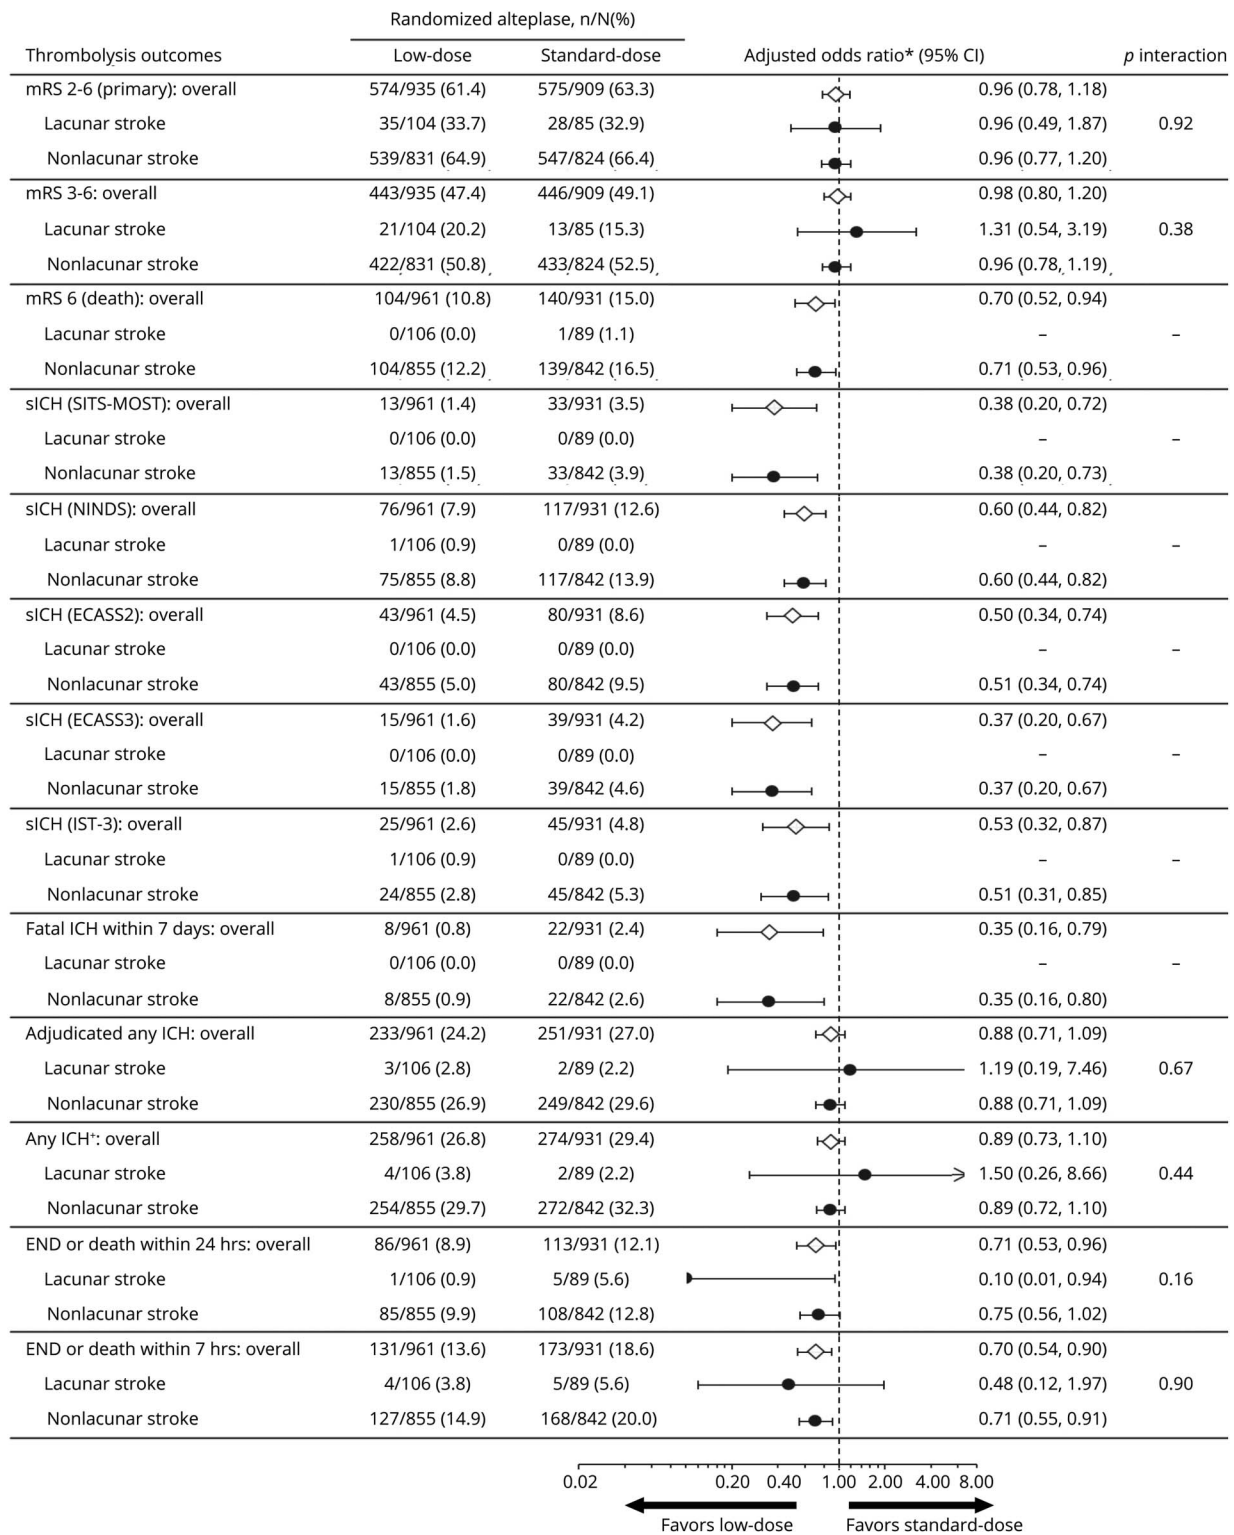 Randomized alteplase, n/N(%)
Thrombolysis outcomes Low-dose Standard-dose Adjusted odds ratio* (95% CI) p interaction
mRS 2-6 (primary): overall 574/935 (61.4) 575/909 (63.3) 0.96 (0.78, 1.18)
Lacunar stroke 35/104 (33.7) 28/85 (32.9) 0.96 (0.49, 1.87) 0.92
Nonlacunar stroke 539/831 (64.9) 547/824 (66.4) 0.96 (0.77, 1.20)
mRS 3-6: overall 443/935 (47.4) 446/909 (49.1) 0.98 (0.80, 1.20)
Lacunar stroke 21/104 (20.2) 13/85 (15.3) 1.31 (0.54, 3.19) 0.38
Nonlacunar stroke 422/831 (50.8) 433/824 (52.5) 0.96 (0.78, 1.19)
mRS 6 (death): overall 104/961 (10.8) 140/931 (15.0) 0.70 (0.52, 0.94)
Lacunar stroke 0/106 (0.0) 1/89 (1.1) – –
Nonlacunar stroke 104/855 (12.2) 139/842 (16.5) 0.71 (0.53, 0.96)
sICH (SITS-MOST): overall 13/961 (1.4) 33/931 (3.5) 0.38 (0.20, 0.72)
Lacunar stroke 0/106 (0.0) 0/89 (0.0) – –
Nonlacunar stroke 13/855 (1.5) 33/842 (3.9) 0.38 (0.20, 0.73)
sICH (NINDS): overall 76/961 (7.9) 117/931 (12.6) 0.60 (0.44, 0.82)
Lacunar stroke 1/106 (0.9) 0/89 (0.0) – –
Nonlacunar stroke 75/855 (8.8) 117/842 (13.9) 0.60 (0.44, 0.82)
sICH (ECASS2): overall 43/961 (4.5) 80/931 (8.6) 0.50 (0.34, 0.74)
Lacunar stroke 0/106 (0.0) 0/89 (0.0) – –
Nonlacunar stroke 43/855 (5.0) 80/842 (9.5) 0.51 (0.34, 0.74)
sICH (ECASS3): overall 15/961 (1.6) 39/931 (4.2) 0.37 (0.20, 0.67)
Lacunar stroke 0/106 (0.0) 0/89 (0.0) – –
Nonlacunar stroke 15/855 (1.8) 39/842 (4.6) 0.37 (0.20, 0.67)
sICH (IST-3): overall 25/961 (2.6) 45/931 (4.8) 0.53 (0.32, 0.87)
Lacunar stroke 1/106 (0.9) 0/89 (0.0) – –
Nonlacunar stroke 24/855 (2.8) 45/842 (5.3) 0.51 (0.31, 0.85)
Fatal ICH within 7 days: overall 8/961 (0.8) 22/931 (2.4) 0.35 (0.16, 0.79)
Lacunar stroke 0/106 (0.0) 0/89 (0.0) – –
Nonlacunar stroke 8/855 (0.9) 22/842 (2.6) 0.35 (0.16, 0.80)
Adjudicated any ICH: overall 233/961 (24.2) 251/931 (27.0) 0.88 (0.71, 1.09)
Lacunar stroke 3/106 (2.8) 2/89 (2.2) 1.19 (0.19, 7.46) 0.67
Nonlacunar stroke 230/855 (26.9) 249/842 (29.6) 0.88 (0.71, 1.09)
Any ICH⁺: overall 258/961 (26.8) 274/931 (29.4) 0.89 (0.73, 1.10)
Lacunar stroke 4/106 (3.8) 2/89 (2.2) 1.50 (0.26, 8.66) 0.44
Nonlacunar stroke 254/855 (29.7) 272/842 (32.3) 0.89 (0.72, 1.10)
END or death within 24 hrs: overall 86/961 (8.9) 113/931 (12.1) 0.71 (0.53, 0.96)
Lacunar stroke 1/106 (0.9) 5/89 (5.6) 0.10 (0.01, 0.94) 0.16
Nonlacunar stroke 85/855 (9.9) 108/842 (12.8) 0.75 (0.56, 1.02)
END or death within 7 hrs: overall 131/961 (13.6) 173/931 (18.6) 0.70 (0.54, 0.90)
Lacunar stroke 4/106 (3.8) 5/89 (5.6) 0.48 (0.12, 1.97) 0.90
Nonlacunar stroke 127/855 (14.9) 168/842 (20.0) 0.71 (0.55, 0.91)
0.02 0.20 0.40 1.00 2.00 4.00 8.00
Favors low-dose Favors standard-dose